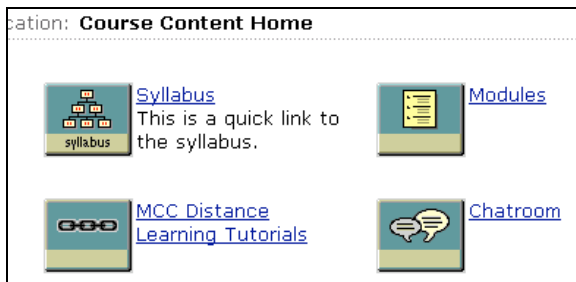 cation: Course Content Home
Syllabus
This is a quick link to
the syllabus.
syllabus
Modules
MCC Distance
Learning Tutorials
Chatroom